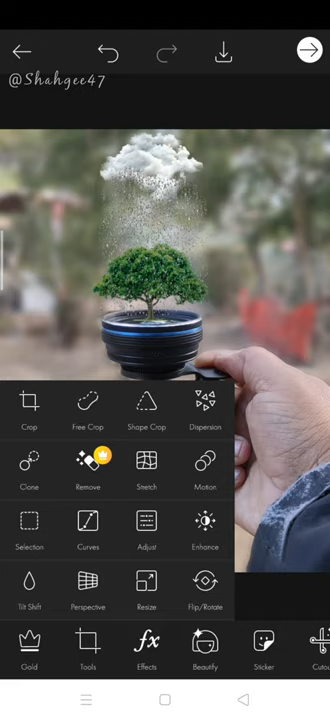 @Shahgee47
Crop Free Crop Shape Crop Dispersion
Clone Remove Stretch Motion
Selection Curves Adjust Enhance
Tilt Shift Perspective Resize Flip/Rotate
Gold Tools Effects Beautify Sticker Cutou